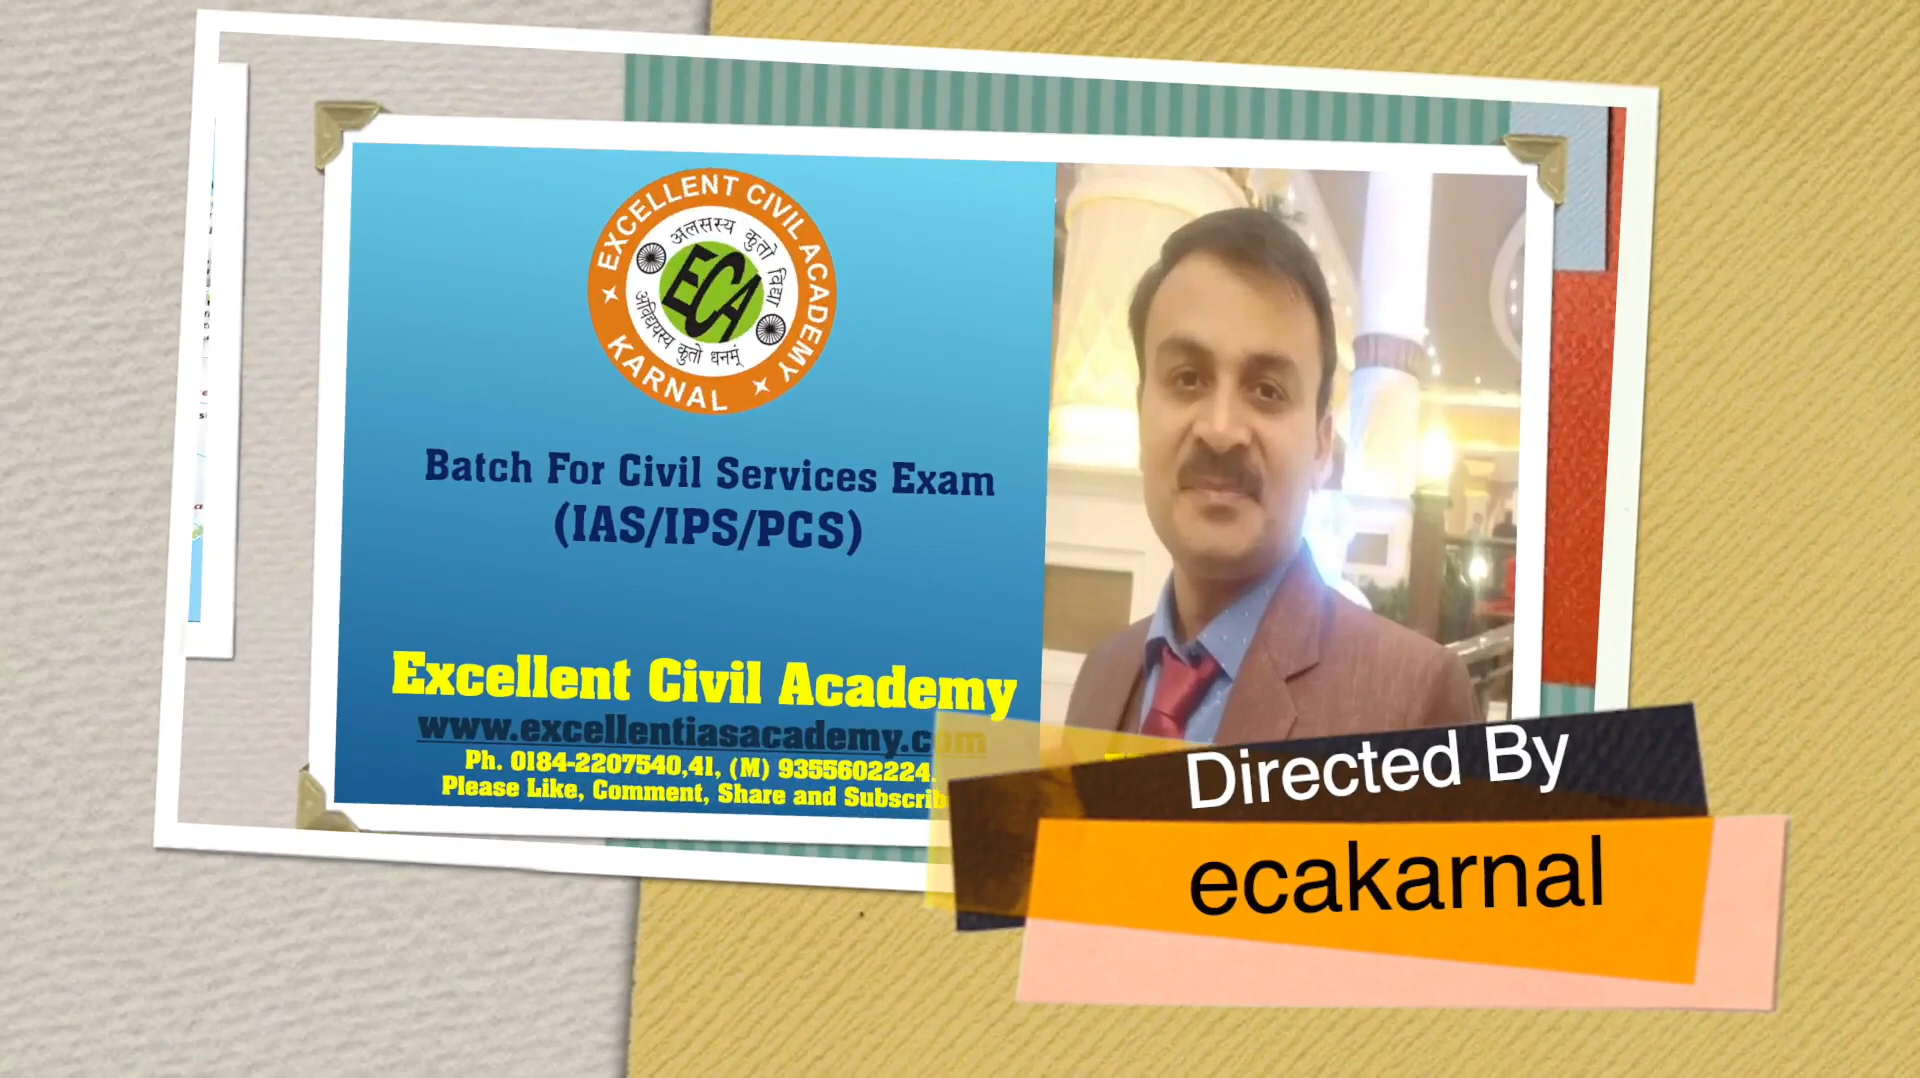 EXCELLENT CIVIL ACADEMY
KARNAL
अलसस्य कुतो विद्या
अविद्यस्य कुतो धनम्
ECA
Batch For Civil Services Exam
(IAS/IPS/PCS)
Excellent Civil Academy
www.excellentiasacademy.com
Ph. 0184-2207540,41, (M) 9355602224.
Please Like, Comment, Share and Subscrib
Directed By
ecakarnal